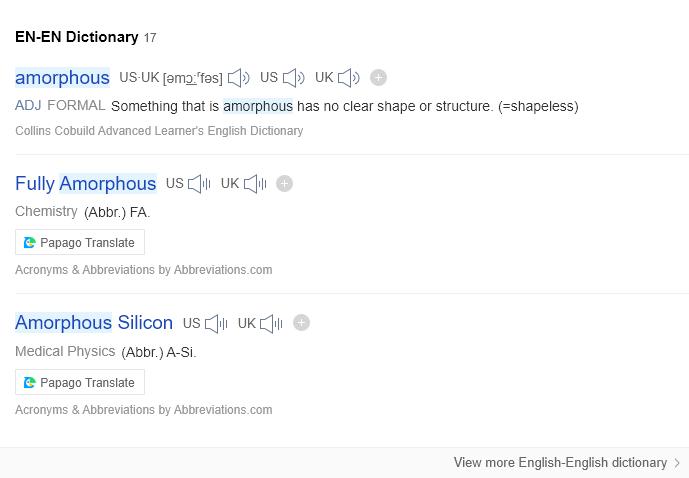 EN-EN Dictionary 17
amorphous US·UK [əmɔːʳfəs] US UK
ADJ FORMAL Something that is amorphous has no clear shape or structure. (=shapeless)
Collins Cobuild Advanced Learner's English Dictionary
Fully Amorphous US UK
Chemistry (Abbr.) FA.
Papago Translate
Acronyms & Abbreviations by Abbreviations.com
Amorphous Silicon US UK
Medical Physics (Abbr.) A-Si.
Papago Translate
Acronyms & Abbreviations by Abbreviations.com
View more English-English dictionary